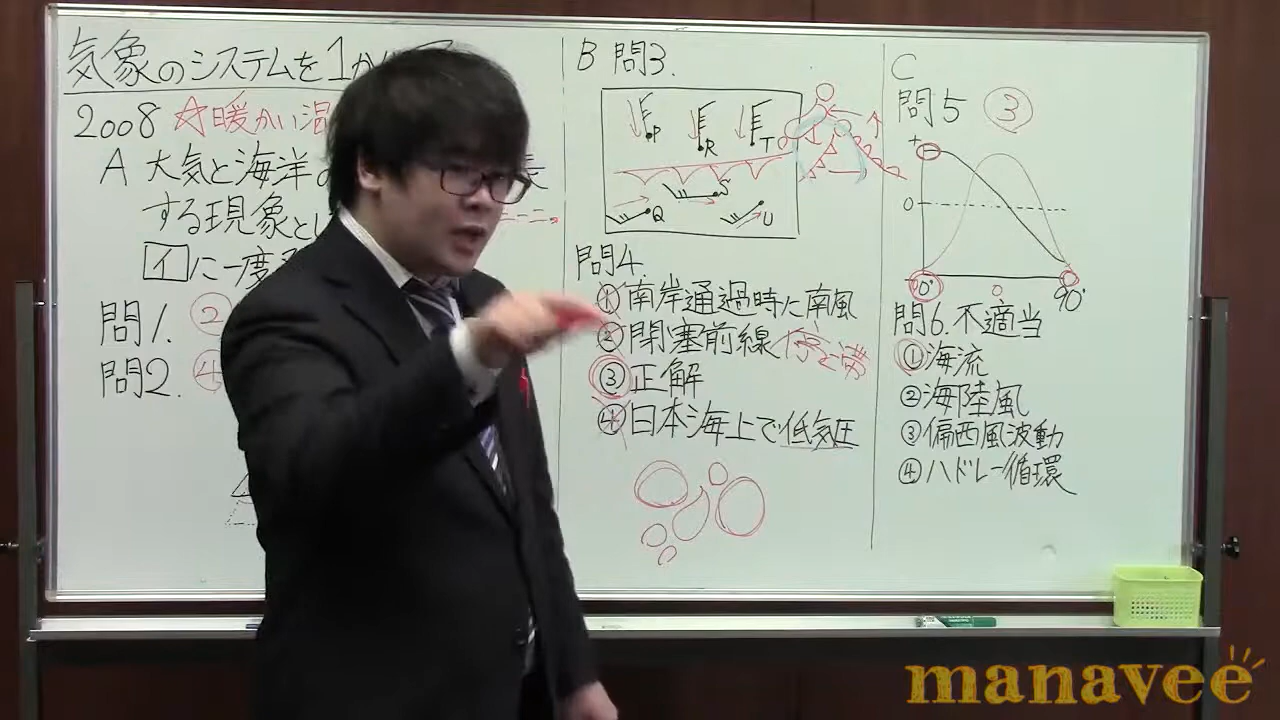 気象のシステムを1か
2008 ☆暖かい
A 大気と海洋の
する現象とし
イに一度
問1. ②
問2. ④
B 問3.
P
R
T
S
Q
U
問4.
① 南岸通過時に南風
② 閉塞前線 停滞
③ 正解
④ 日本海上で低気圧
C
問5 ③
+
0
90°
90°
問6. 不適当
① 海流
② 海陸風
③ 偏西風波動
④ ハドレー循環
manavee